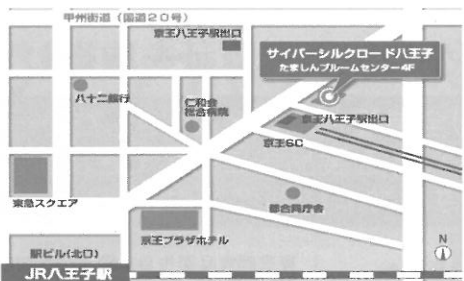 甲州街道（国道20号）
京王八王子駅出口
サイバーシルクロード八王子
たましんブルームセンター4F
八十二銀行
仁和会
総合病院
京王八王子駅出口
京王SC
東急スクエア
都合同庁舎
京王プラザホテル
駅ビル(北口)
N
JR八王子駅